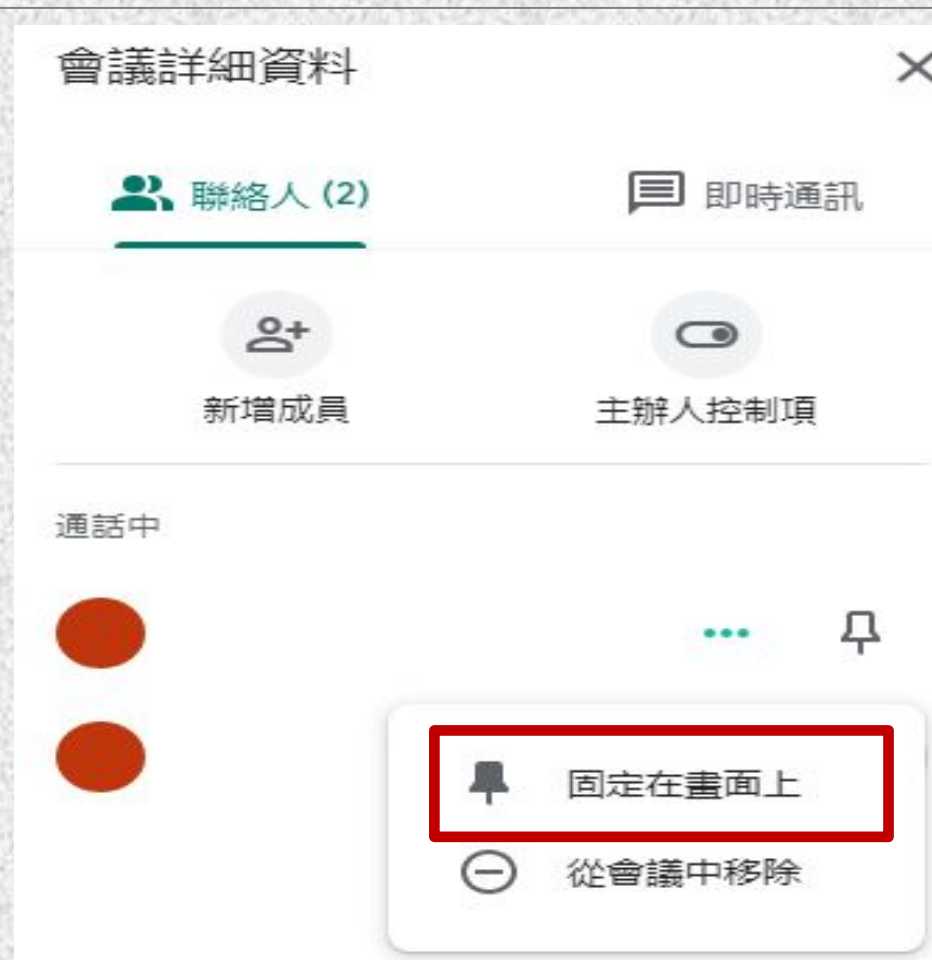 會議詳細資料
聯絡人 (2)
即時通訊
新增成員
主辦人控制項
通話中
固定在畫面上
從會議中移除